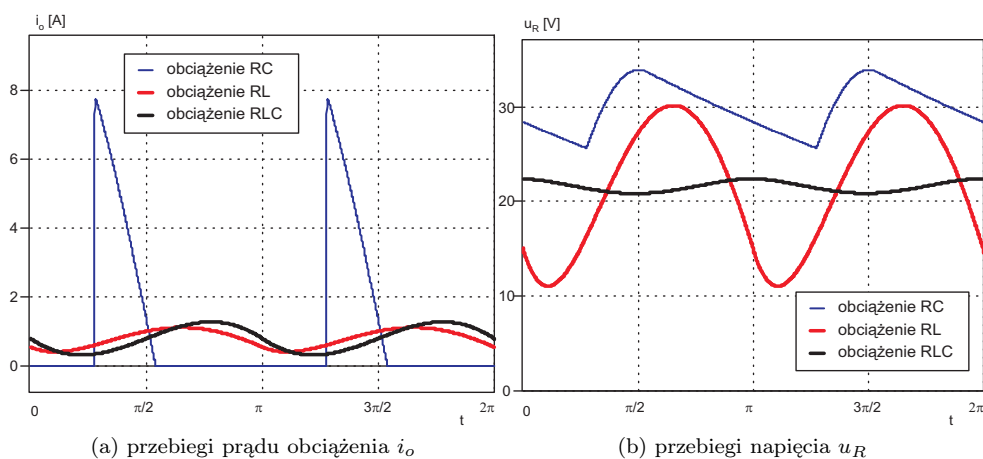 i_o [A]
obciążenie RC
obciążenie RL
obciążenie RLC
8
6
4
2
0
0
π/2
π
3π/2
2π
t
(a) przebiegi prądu obciążenia i_o
u_R [V]
30
20
10
0
obciążenie RC
obciążenie RL
obciążenie RLC
0
π/2
π
3π/2
2π
t
(b) przebiegi napięcia u_R